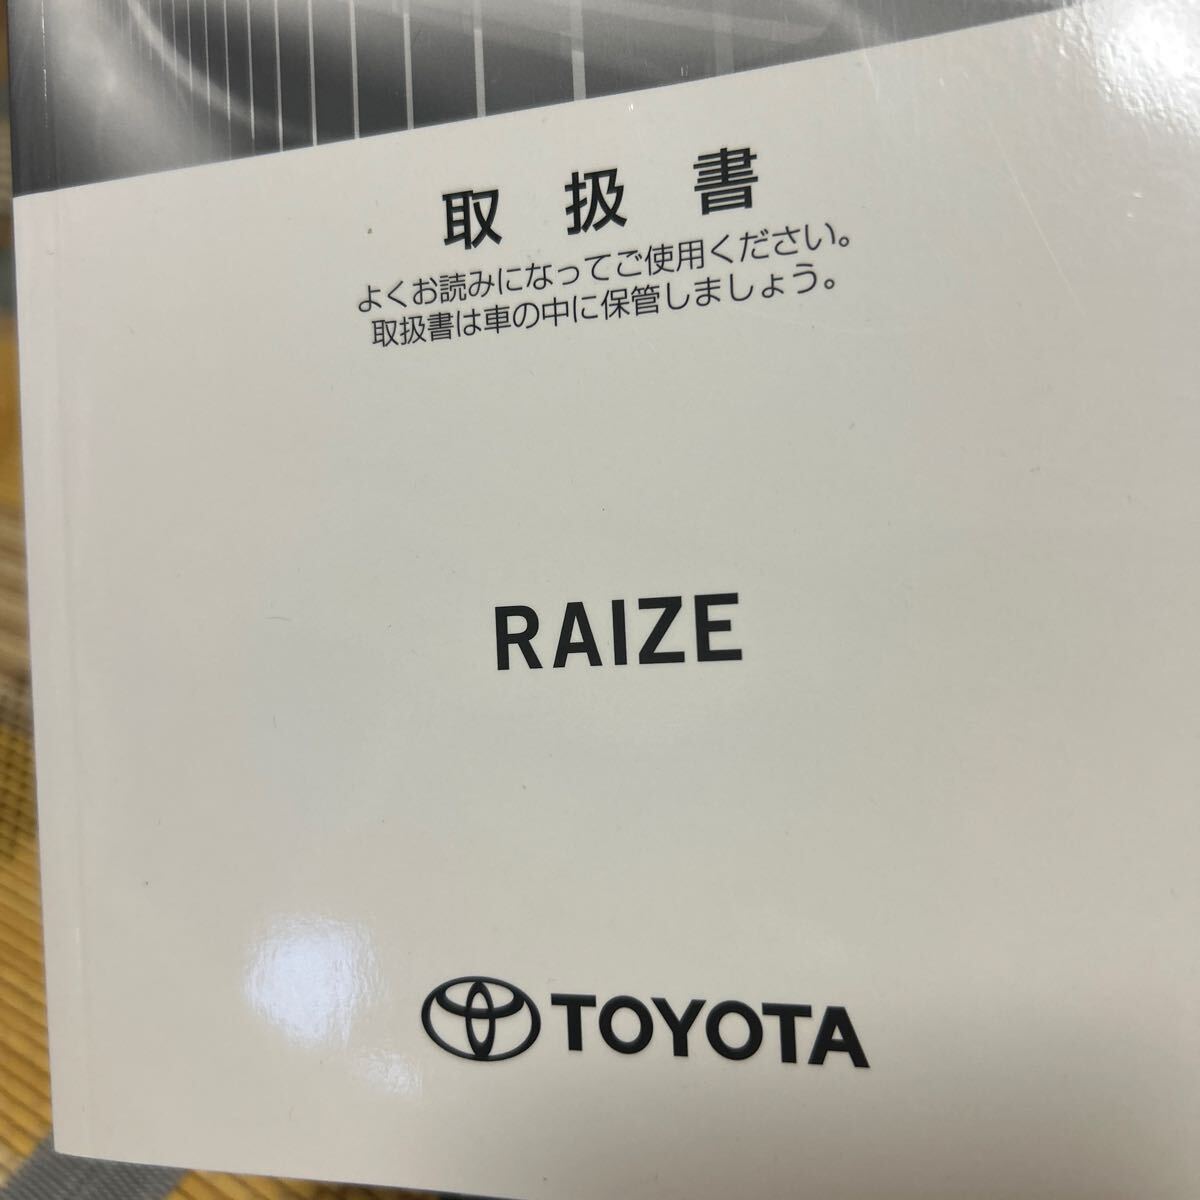 取扱書
よくお読みになってご使用ください。
取扱書は車の中に保管しましょう。
RAIZE
TOYOTA